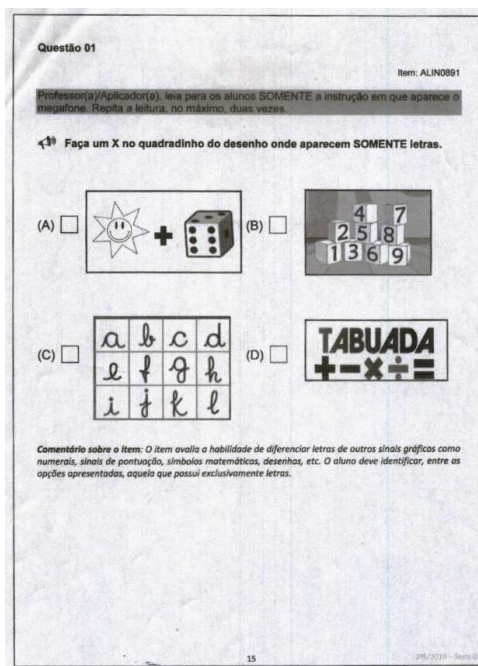 Questão 01
Item: ALIN0891
Professor(a)/Aplicador(a), leia para os alunos SOMENTE a instrução em que aparece o
megafone. Repita a leitura, no máximo, duas vezes.
Faça um X no quadradinho do desenho onde aparecem SOMENTE letras.
(A)
+
(B)
4 7
2 5 8
1 3 6 9
(C)
a b c d
e f g h
i j k l
(D)
TABUADA
+ − × ÷ =
Comentário sobre o item: O item avalia a habilidade de diferenciar letras de outros sinais gráficos como
numerais, sinais de pontuação, símbolos matemáticos, desenhos, etc. O aluno deve identificar, entre as
opções apresentadas, aquela que possui exclusivamente letras.
15